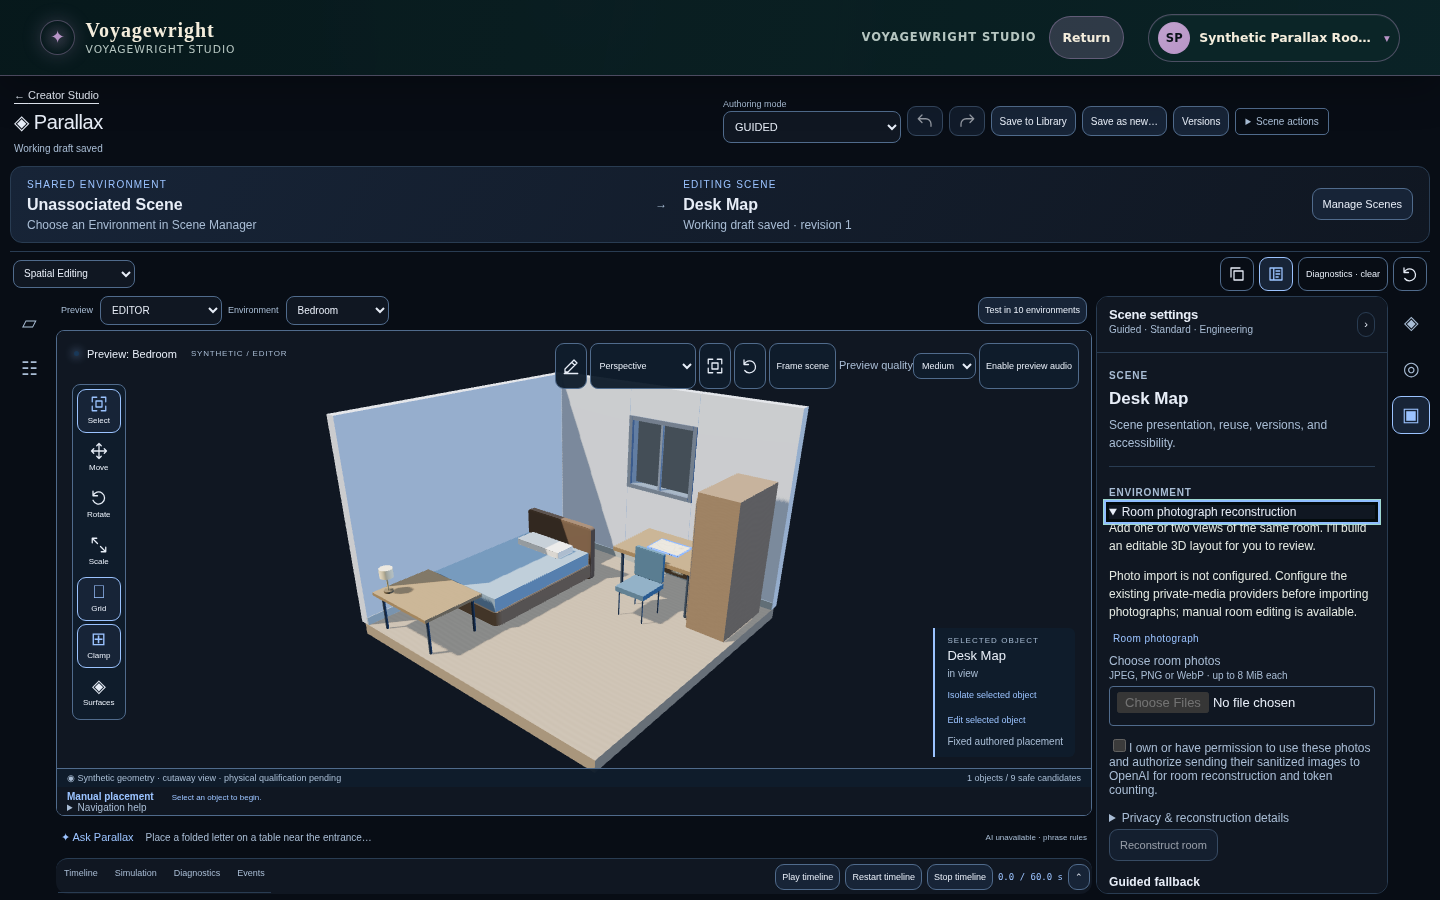 Voyagewright
VOYAGEWRIGHT STUDIO
VOYAGEWRIGHT STUDIO
Return
SP
Synthetic Parallax Roo…
← Creator Studio
◈ Parallax
Working draft saved
Authoring mode
GUIDED
Save to Library
Save as new…
Versions
Scene actions
SHARED ENVIRONMENT
Unassociated Scene
Choose an Environment in Scene Manager
→
EDITING SCENE
Desk Map
Working draft saved · revision 1
Manage Scenes
Spatial Editing
Diagnostics · clear
Preview
EDITOR
Environment
Bedroom
Test in 10 environments
Preview: Bedroom
SYNTHETIC / EDITOR
Perspective
Frame scene
Preview quality
Medium
Enable preview audio
Select
Move
Rotate
Scale
Grid
Clamp
Surfaces
SELECTED OBJECT
Desk Map
in view
Isolate selected object
Edit selected object
Fixed authored placement
◉ Synthetic geometry · cutaway view · physical qualification pending
1 objects / 9 safe candidates
Manual placement
Select an object to begin.
Navigation help
✦ Ask Parallax
Place a folded letter on a table near the entrance…
AI unavailable · phrase rules
Timeline
Simulation
Diagnostics
Events
Play timeline
Restart timeline
Stop timeline
0.0 / 60.0 s
Scene settings
Guided · Standard · Engineering
SCENE
Desk Map
Scene presentation, reuse, versions, and
accessibility.
ENVIRONMENT
Room photograph reconstruction
Add one or two views of the same room. I'll build
an editable 3D layout for you to review.
Photo import is not configured. Configure the
existing private-media providers before importing
photographs; manual room editing is available.
Room photograph
Choose room photos
JPEG, PNG or WebP · up to 8 MiB each
Choose Files No file chosen
I own or have permission to use these photos
and authorize sending their sanitized images to
OpenAI for room reconstruction and token
counting.
Privacy & reconstruction details
Reconstruct room
Guided fallback